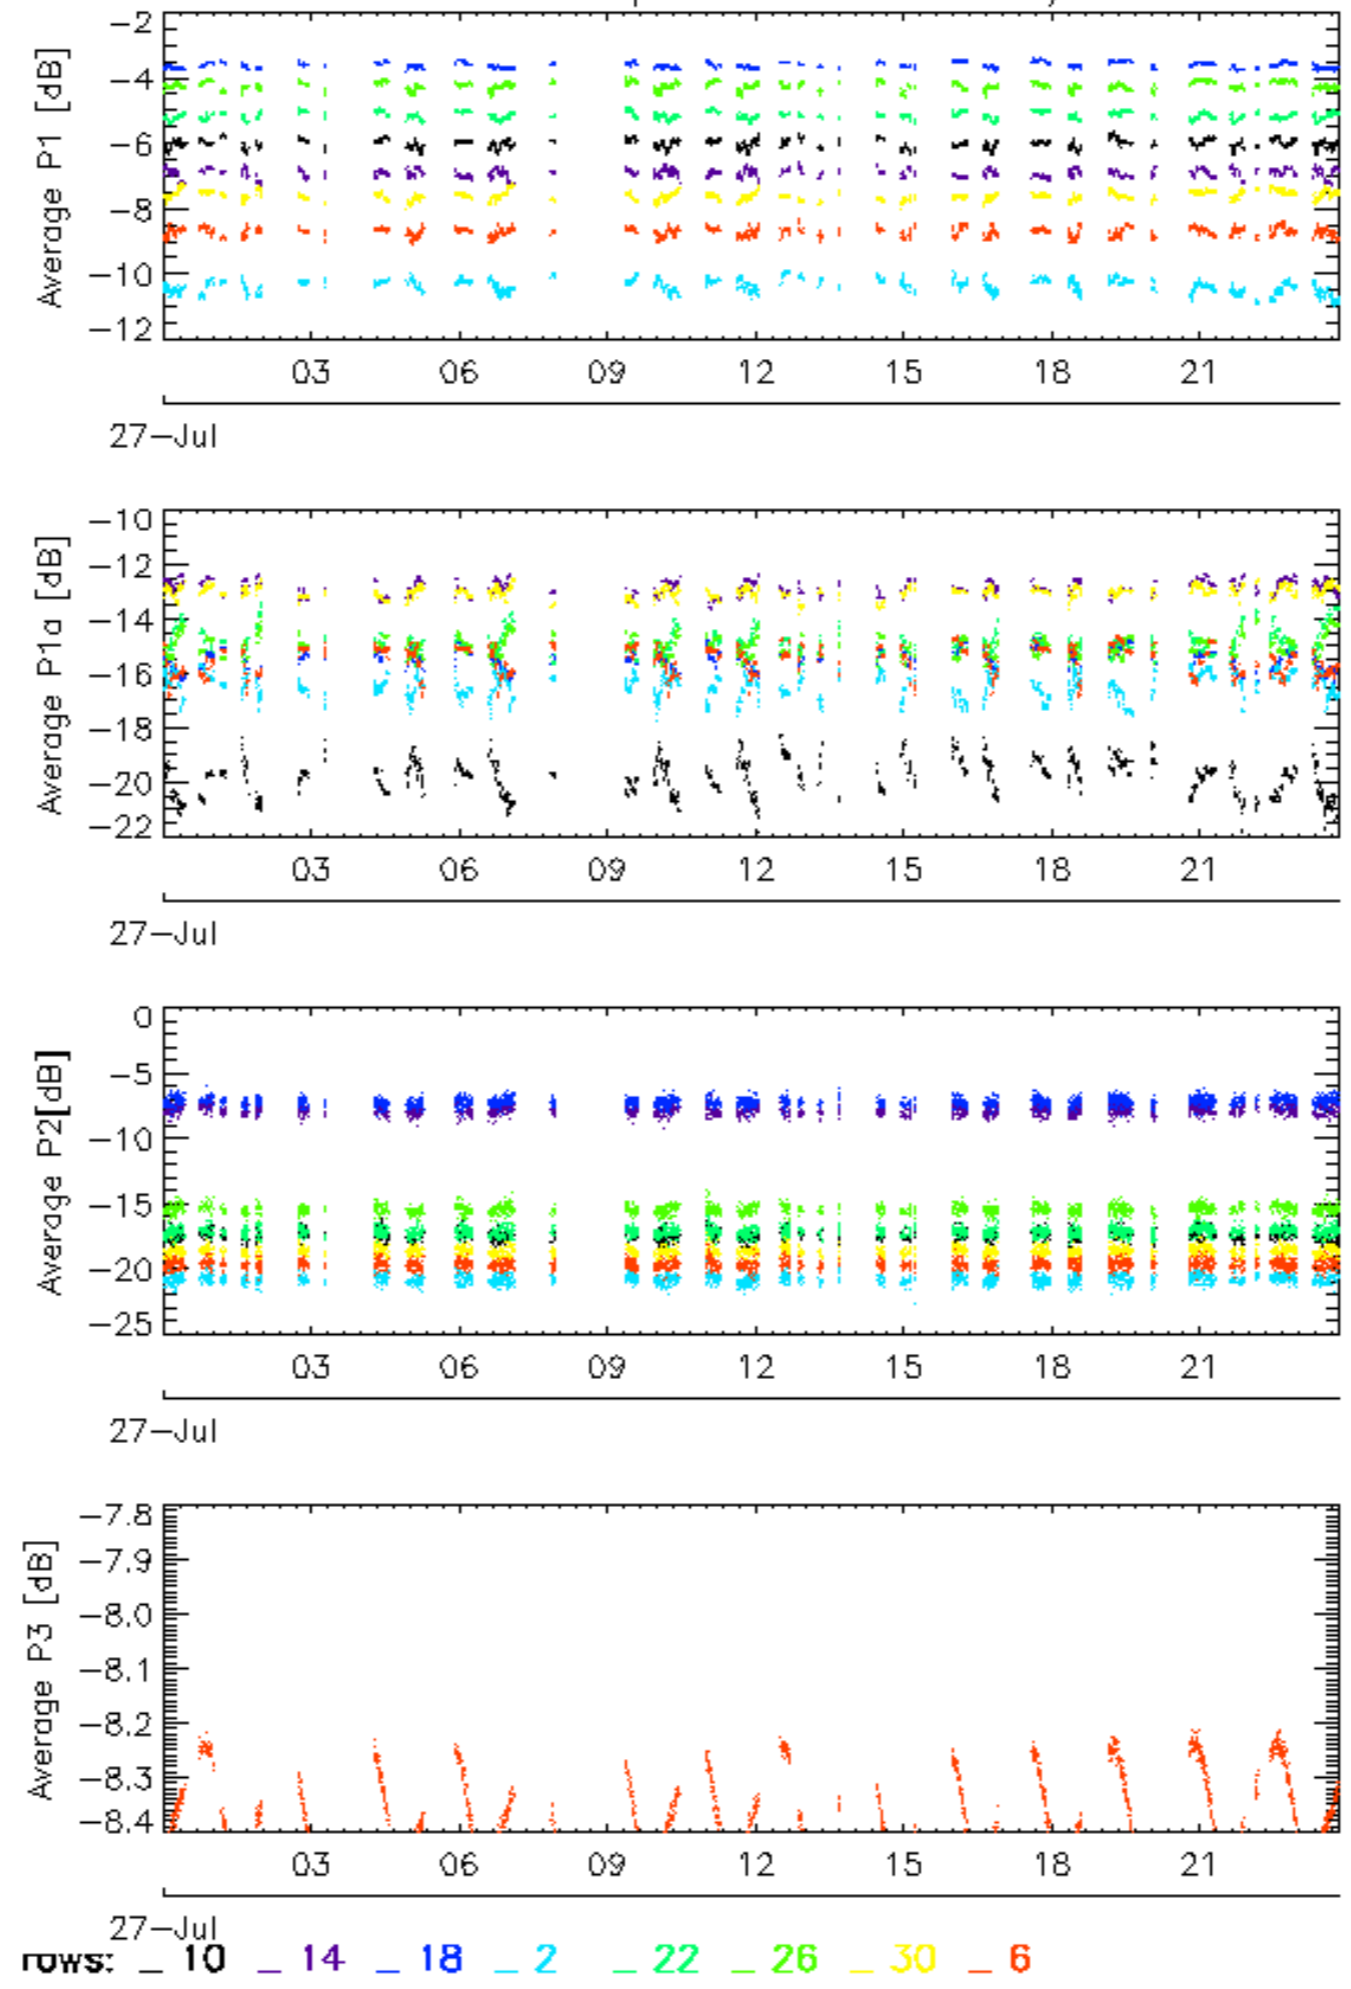 Average P1 [dB]
−2
−4
−6
−8
−10
−12
03 06 09 12 15 18 21
27−Jul
Average P1a [dB]
−10
−12
−14
−16
−18
−20
−22
03 06 09 12 15 18 21
27−Jul
Average P2[dB]
0
−5
−10
−15
−20
−25
03 06 09 12 15 18 21
27−Jul
Average P3 [dB]
−7.8
−7.9
−8.0
−8.1
−8.2
−8.3
−8.4
03 06 09 12 15 18 21
27−Jul
rows: _ 10 _ 14 _ 18 _ 2 _ 22 _ 26 _ 30 _ 6